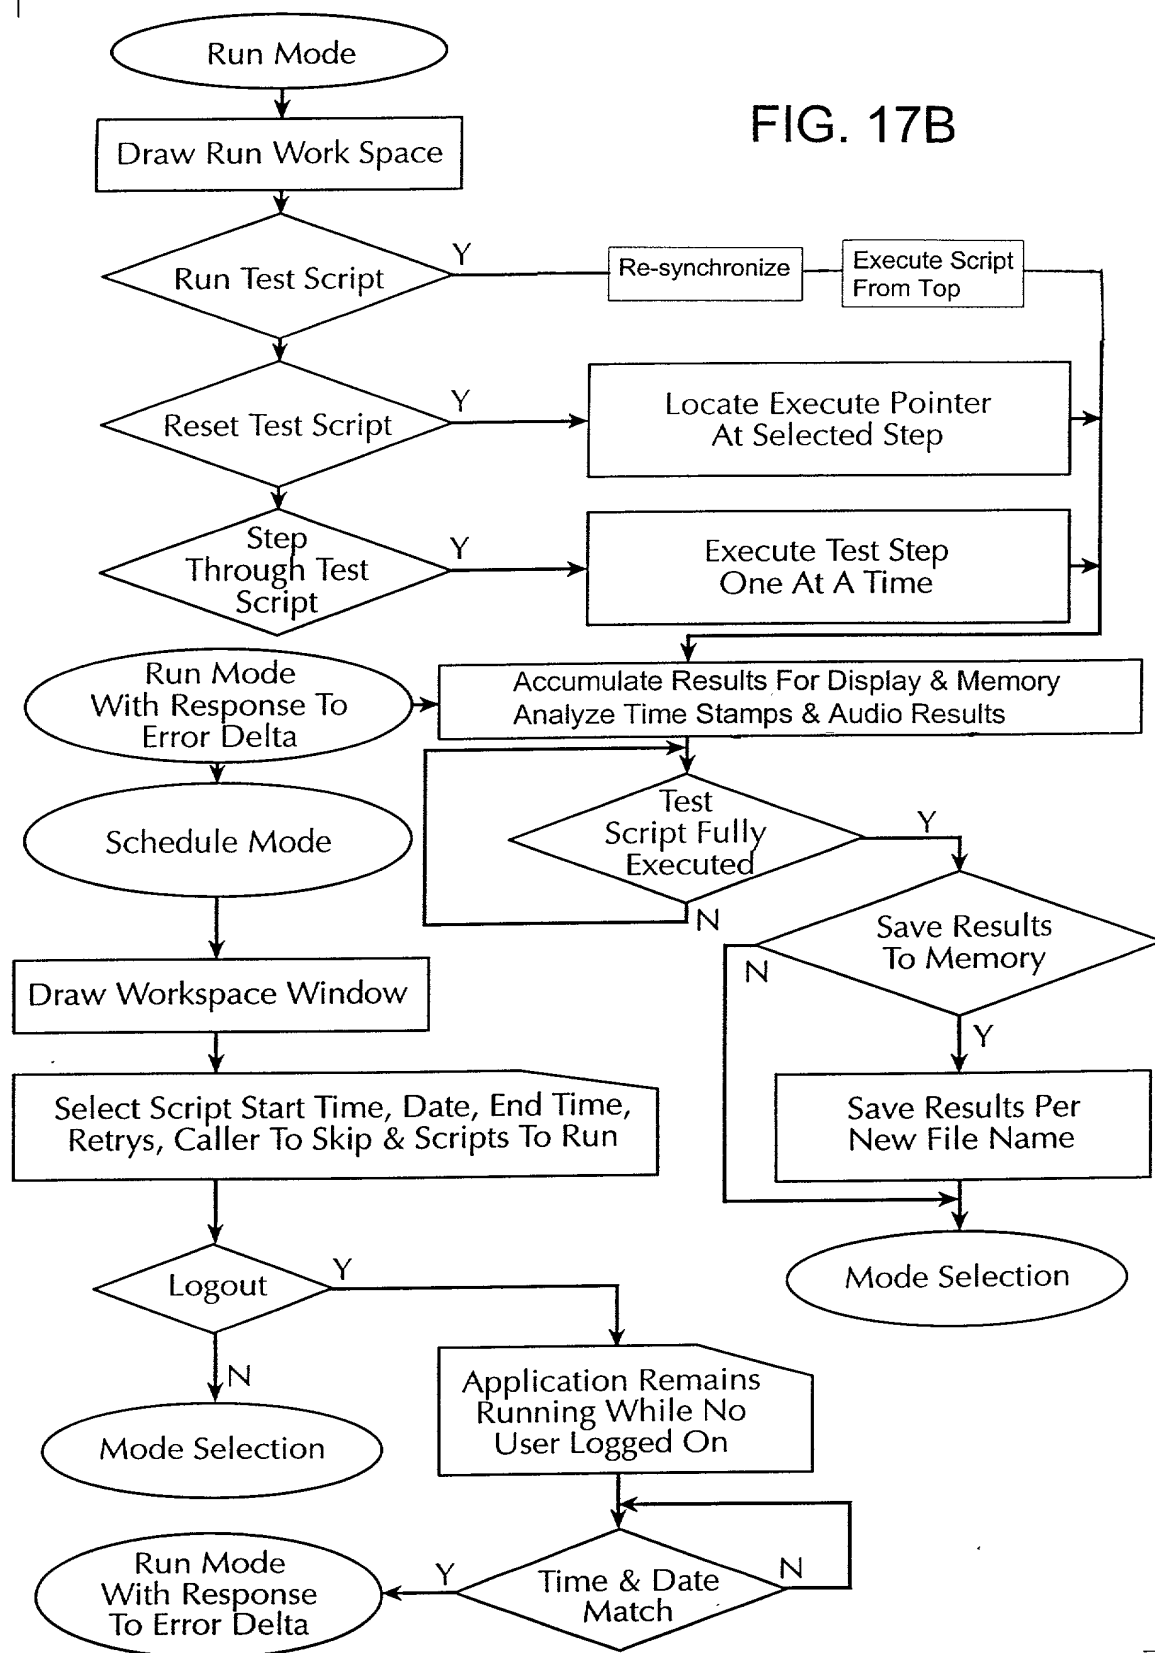 Run Mode
FIG. 17B
Draw Run Work Space
Run Test Script
Y
Re-synchronize
Execute Script
From Top
Reset Test Script
Y
Locate Execute Pointer
At Selected Step
Step
Through Test
Script
Y
Execute Test Step
One At A Time
Run Mode
With Response To
Error Delta
Accumulate Results For Display & Memory
Analyze Time Stamps & Audio Results
Schedule Mode
Test
Script Fully
Executed
Y
N
Save Results
To Memory
N
Y
Draw Workspace Window
Select Script Start Time, Date, End Time,
Retrys, Caller To Skip & Scripts To Run
Save Results Per
New File Name
Mode Selection
Logout
Y
N
Application Remains
Running While No
User Logged On
Mode Selection
Time & Date
Match
N
Y
Run Mode
With Response
To Error Delta